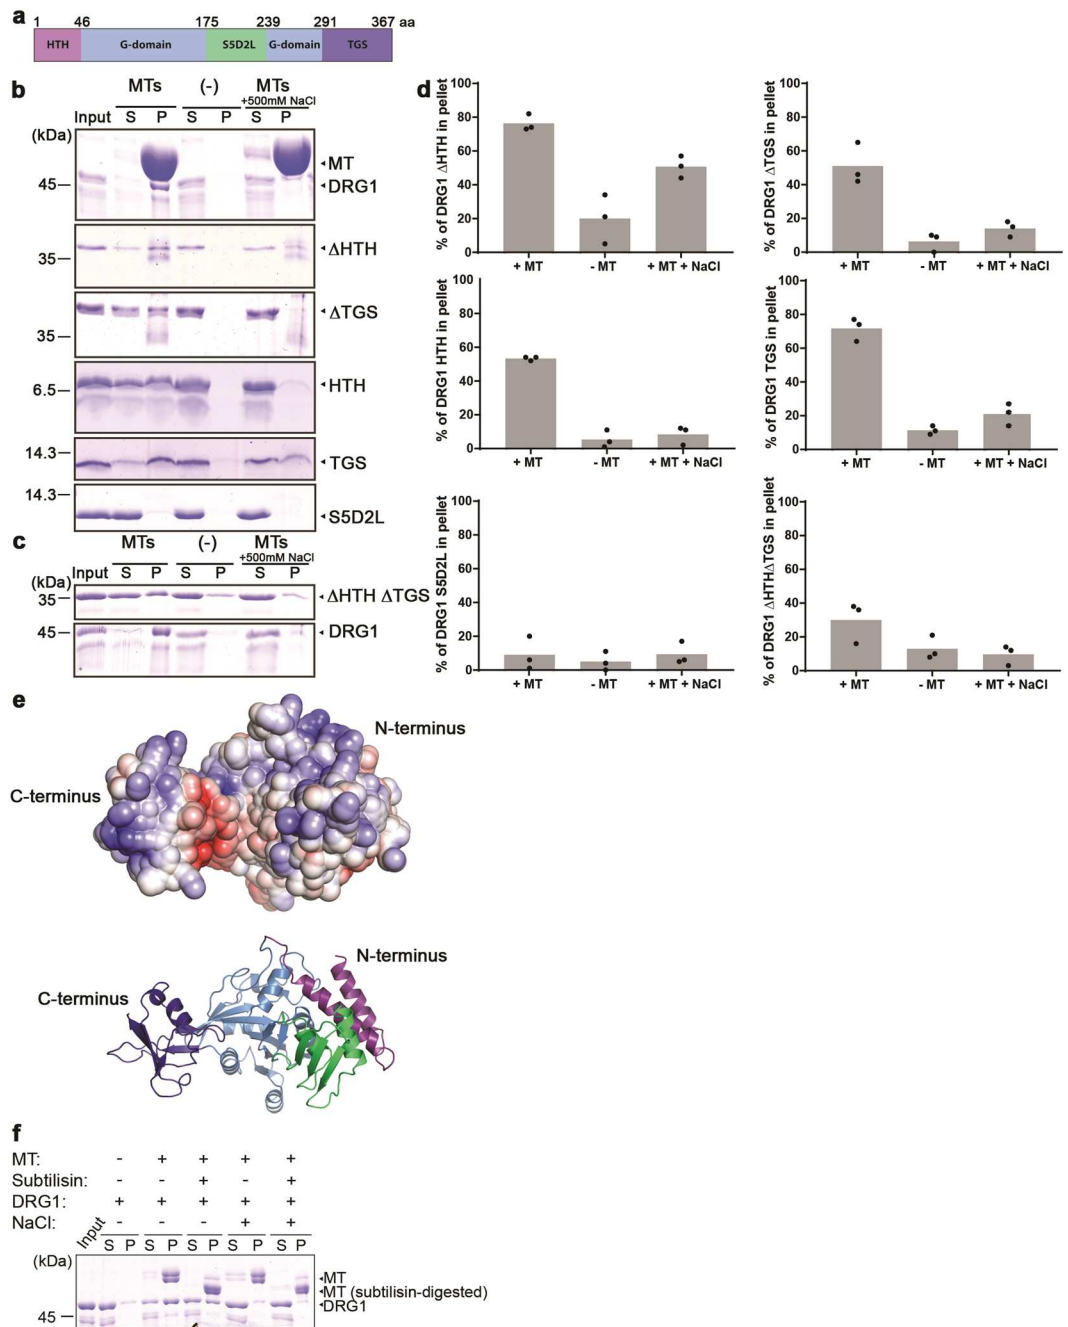 a
1 46 175 239 291 367 aa
HTH G-domain S5D2L G-domain TGS
b
MTs (-) MTs
+500mM NaCl
Input S P S P S P
(kDa)
MT
45 DRG1
ΔHTH
35
ΔTGS
35
HTH
6.5
14.3
TGS
14.3
S5D2L
c
MTs (-) MTs
+500mM NaCl
Input S P S P S P
(kDa)
35 ΔHTH ΔTGS
45 DRG1
d
% of DRG1 ΔHTH in pellet
100
80
60
40
20
0
+ MT - MT + MT + NaCl
% of DRG1 ΔTGS in pellet
100
80
60
40
20
0
+ MT - MT + MT + NaCl
% of DRG1 HTH in pellet
100
80
60
40
20
0
+ MT - MT + MT + NaCl
% of DRG1 TGS in pellet
100
80
60
40
20
0
+ MT - MT + MT + NaCl
% of DRG1 S5D2L in pellet
100
80
60
40
20
0
+ MT - MT + MT + NaCl
% of DRG1 ΔHTHΔTGS in pellet
100
80
60
40
20
0
+ MT - MT + MT + NaCl
e
N-terminus
C-terminus
N-terminus
C-terminus
f
MT: - + + + +
Subtilisin: - - + - +
DRG1: + + + + +
NaCl: - - - + +
Input S P S P S P S P S P
(kDa)
MT
MT (subtilisin-digested)
DRG1
45